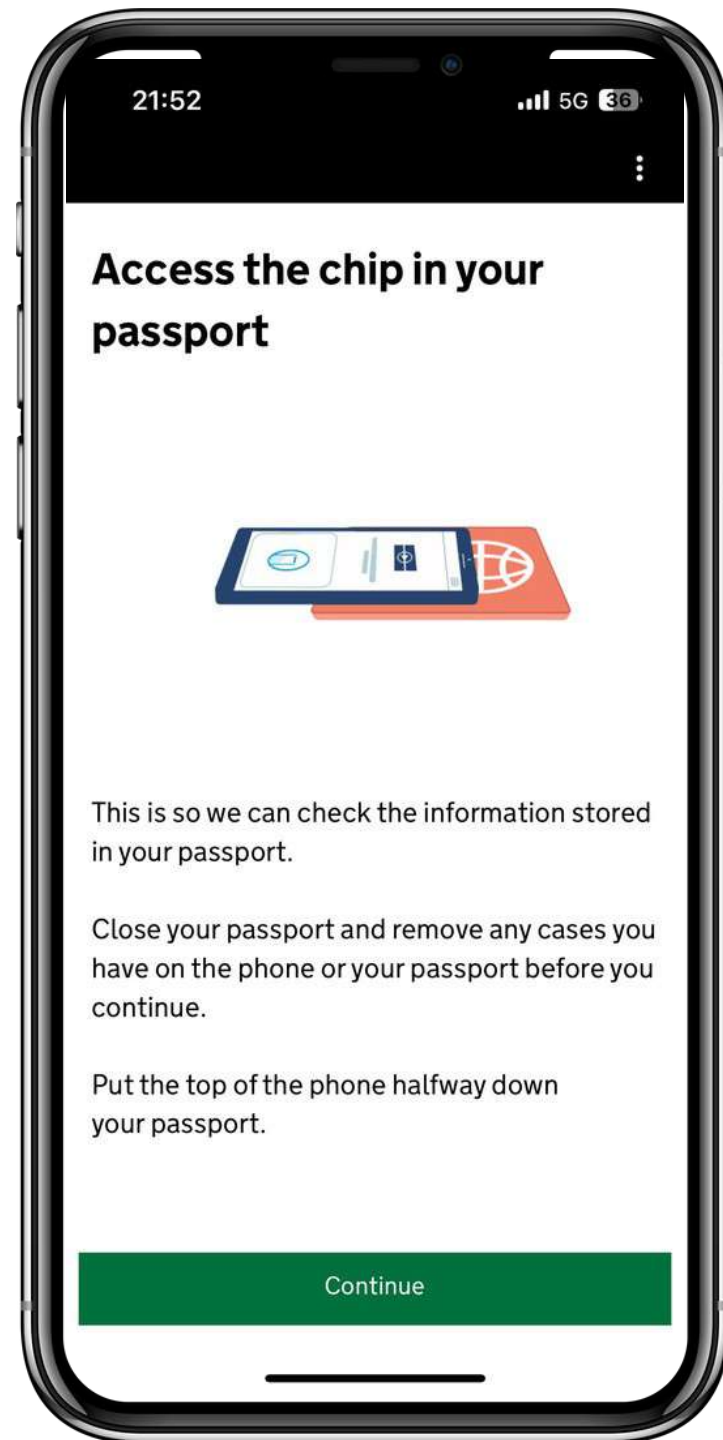 21:52
5G 36
Access the chip in your
passport
This is so we can check the information stored
in your passport.
Close your passport and remove any cases you
have on the phone or your passport before you
continue.
Put the top of the phone halfway down
your passport.
Continue